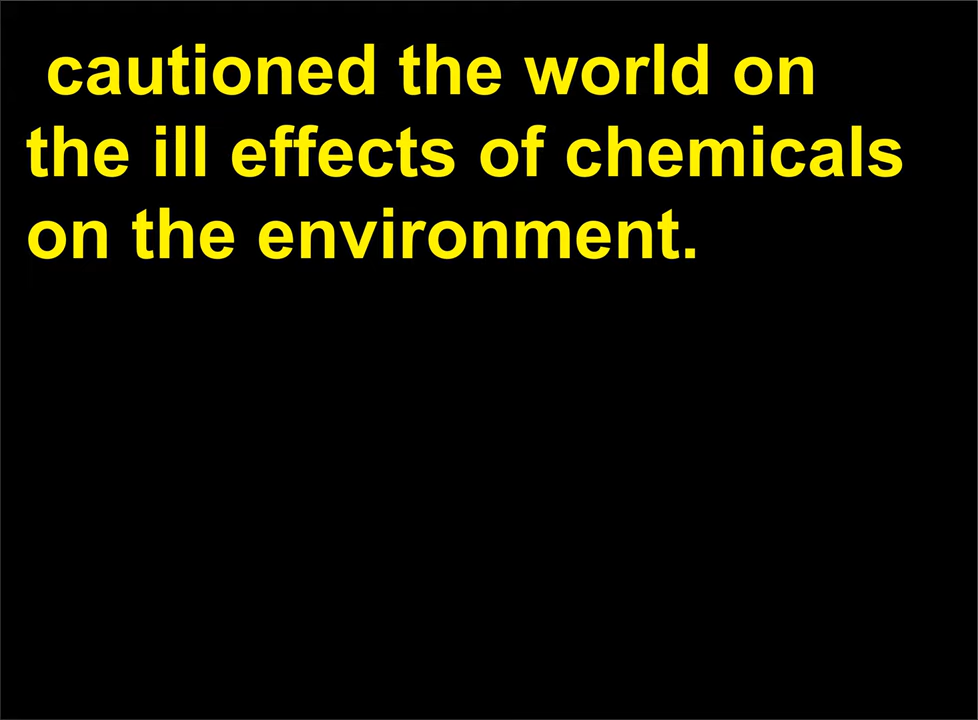 cautioned the world on
the ill effects of chemicals
on the environment.